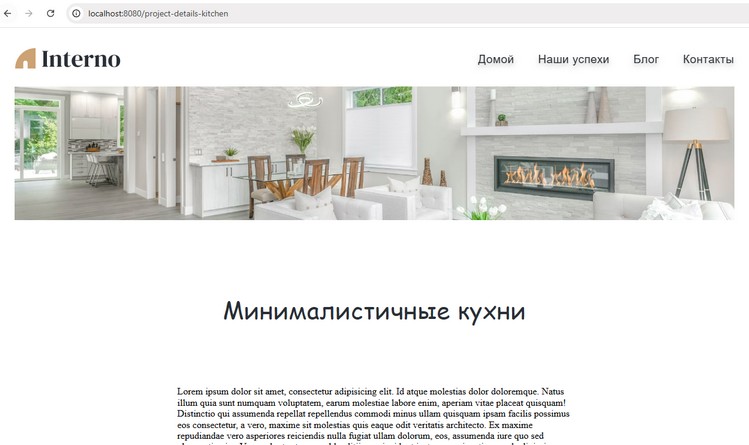 localhost:8080/project-details-kitchen
Interno
Домой Наши успехи Блог Контакты
Минималистичные кухни
Lorem ipsum dolor sit amet, consectetur adipisicing elit. Id atque molestias dolor doloremque. Natus
illum quia sunt numquam voluptatem, earum molestiae labore enim, aperiam vitae placeat quisquam!
Distinctio qui assumenda repellat repellendus commodi minus ullam quisquam ipsam facilis possimus
eos consectetur, a vero, maxime sit molestias quis eaque odit veritatis architecto. Ex maxime
repudiandae vero asperiores reiciendis nulla fugiat ullam dolorum, eos, assumenda iure quo sed